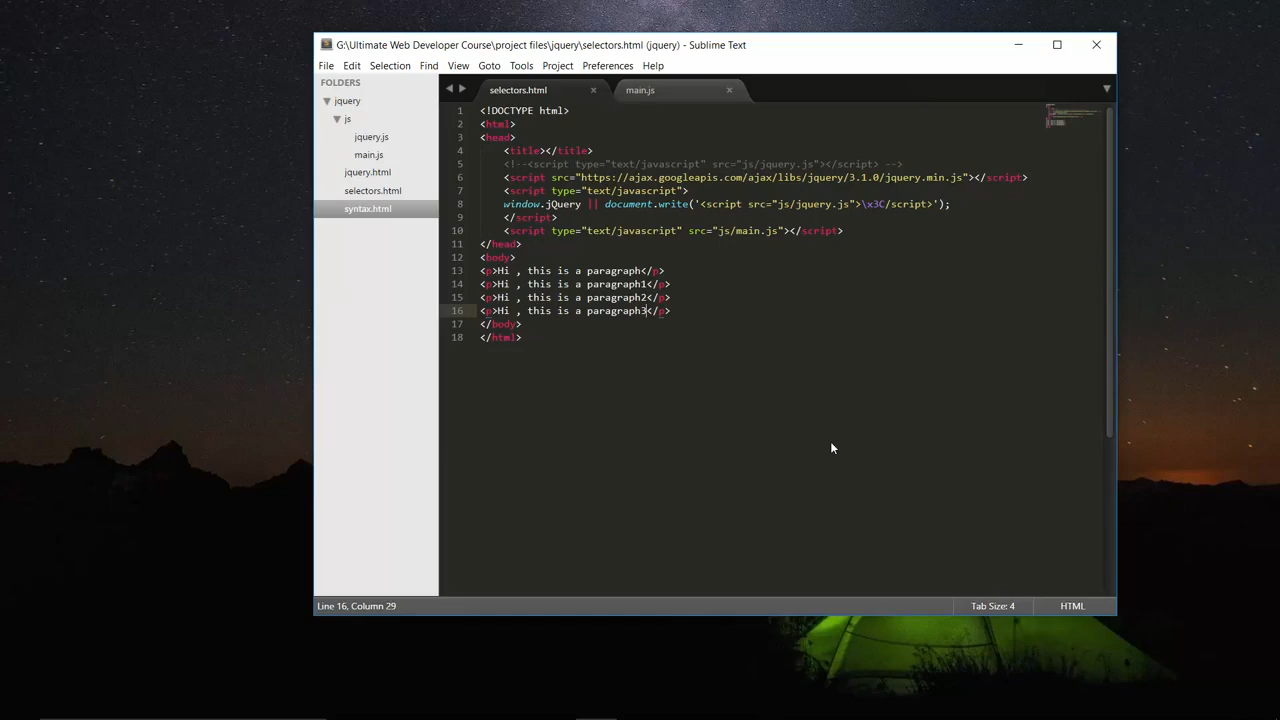 G:\Ultimate Web Developer Course\project files\jquery\selectors.html (jquery) - Sublime Text
File Edit Selection Find View Goto Tools Project Preferences Help
FOLDERS
jquery
js
jquery.js
main.js
jquery.html
selectors.html
syntax.html
selectors.html main.js
1 <!DOCTYPE html>
2 <html>
3 <head>
4 <title></title>
5 <!--<script type="text/javascript" src="js/jquery.js"></script> -->
6 <script src="https://ajax.googleapis.com/ajax/libs/jquery/3.1.0/jquery.min.js"></script>
7 <script type="text/javascript">
8 window.jQuery || document.write('<script src="js/jquery.js">\x3C/script>');
9 </script>
10 <script type="text/javascript" src="js/main.js"></script>
11 </head>
12 <body>
13 <p>Hi , this is a paragraph</p>
14 <p>Hi , this is a paragraph1</p>
15 <p>Hi , this is a paragraph2</p>
16 <p>Hi , this is a paragraph3</p>
17 </body>
18 </html>
Line 16, Column 29 Tab Size: 4 HTML